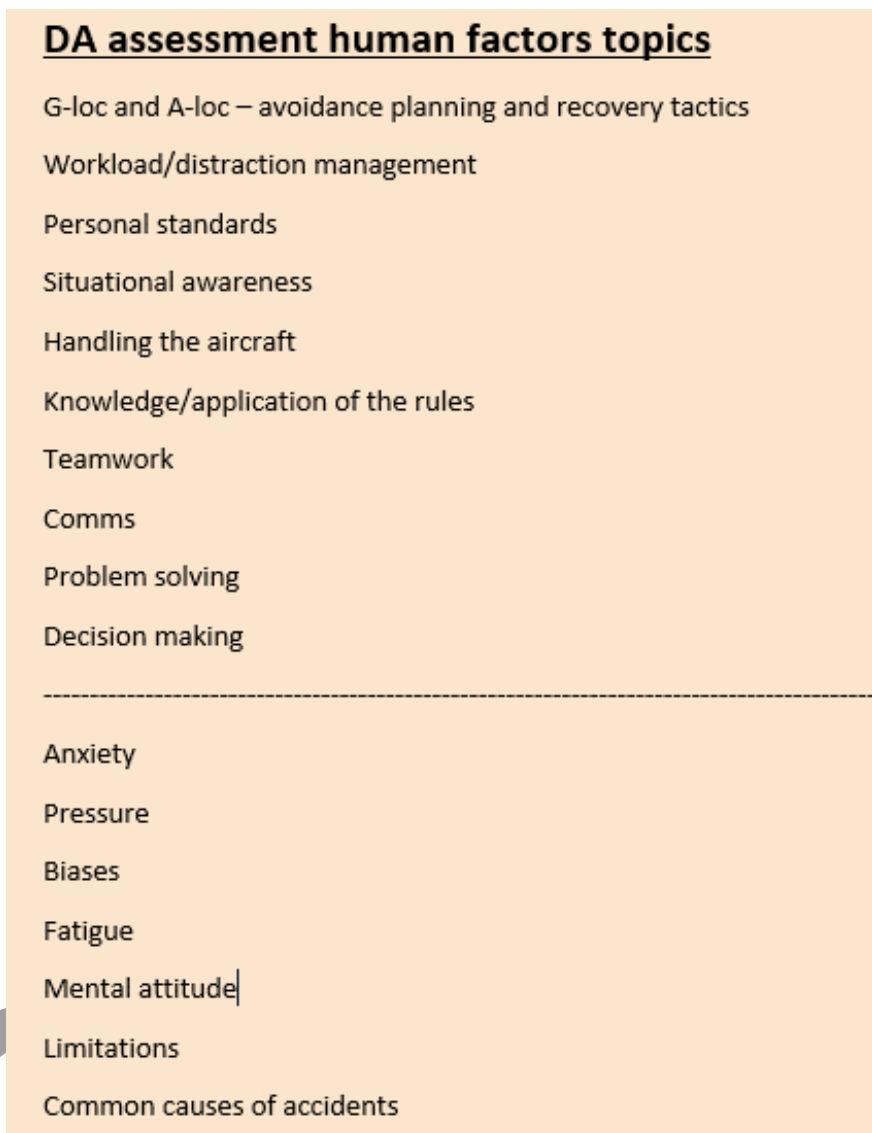 DA assessment human factors topics
G-loc and A-loc – avoidance planning and recovery tactics
Workload/distraction management
Personal standards
Situational awareness
Handling the aircraft
Knowledge/application of the rules
Teamwork
Comms
Problem solving
Decision making
--------------------------------------------------------------------------------------------
Anxiety
Pressure
Biases
Fatigue
Mental attitude
Limitations
Common causes of accidents